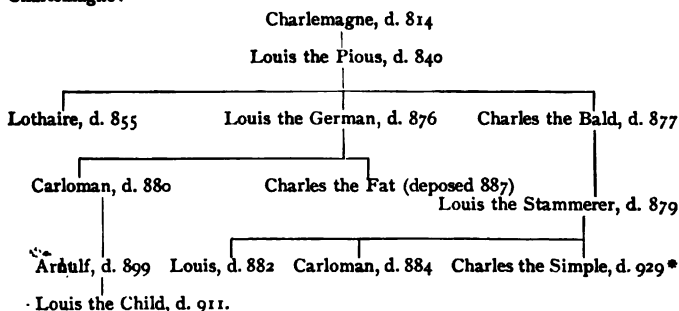 Charlemagne, d. 814
Louis the Pious, d. 840
Lothaire, d. 855 Louis the German, d. 876 Charles the Bald, d. 877
Carloman, d. 880 Charles the Fat (deposed 887)
Louis the Stammerer, d. 879
Arnulf, d. 899 Louis, d. 882 Carloman, d. 884 Charles the Simple, d. 929*
Louis the Child, d. 911.